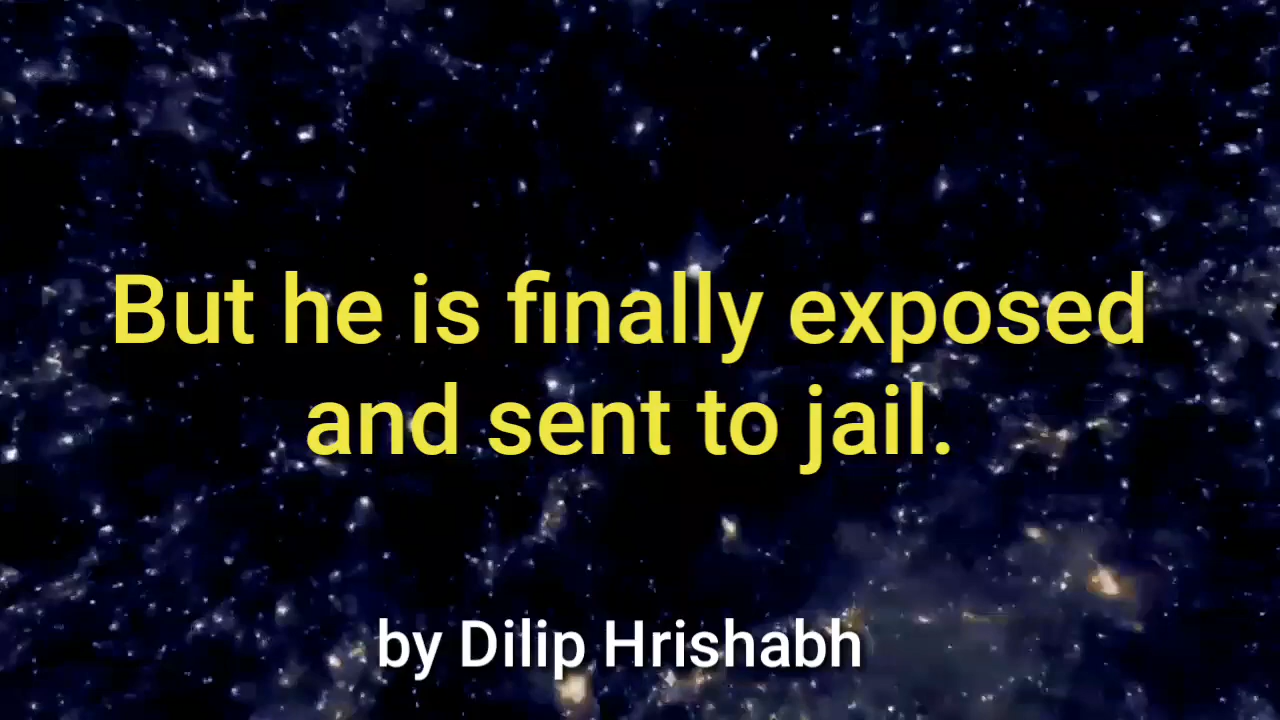 But he is finally exposed
and sent to jail.
by Dilip Hrishabh